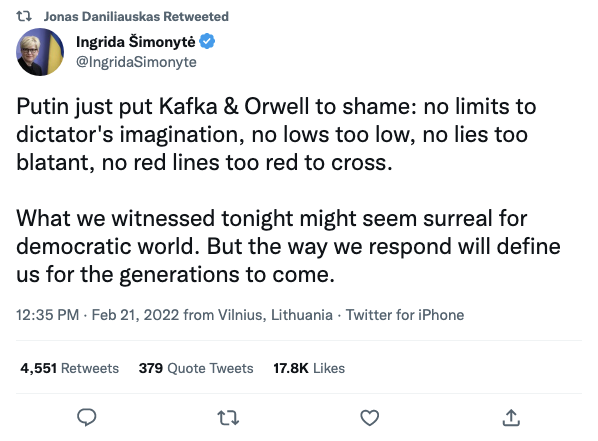 Jonas Daniliauskas Retweeted
Ingrida Šimonytė
@IngridaSimonyte
Putin just put Kafka & Orwell to shame: no limits to
dictator's imagination, no lows too low, no lies too
blatant, no red lines too red to cross.
What we witnessed tonight might seem surreal for
democratic world. But the way we respond will define
us for the generations to come.
12:35 PM · Feb 21, 2022 from Vilnius, Lithuania · Twitter for iPhone
4,551 Retweets 379 Quote Tweets 17.8K Likes